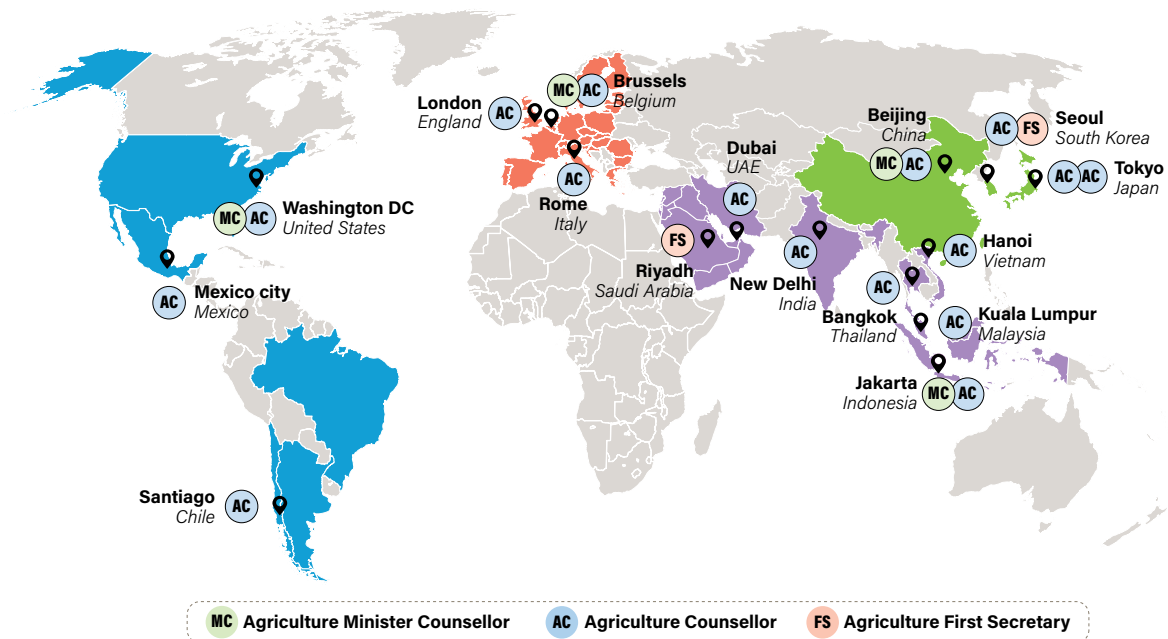 MC AC Brussels
Belgium
London
England
AC
Beijing
China
MC AC
AC FS Seoul
South Korea
Dubai
UAE
AC
AC AC Tokyo
Japan
AC
Rome
Italy
MC AC Washington DC
United States
FS
Riyadh
Saudi Arabia
AC
New Delhi
India
AC Hanoi
Vietnam
AC
Bangkok
Thailand
AC Mexico city
Mexico
AC Kuala Lumpur
Malaysia
Jakarta
Indonesia
MC AC
Santiago
Chile
AC
MC Agriculture Minister Counsellor
AC Agriculture Counsellor
FS Agriculture First Secretary